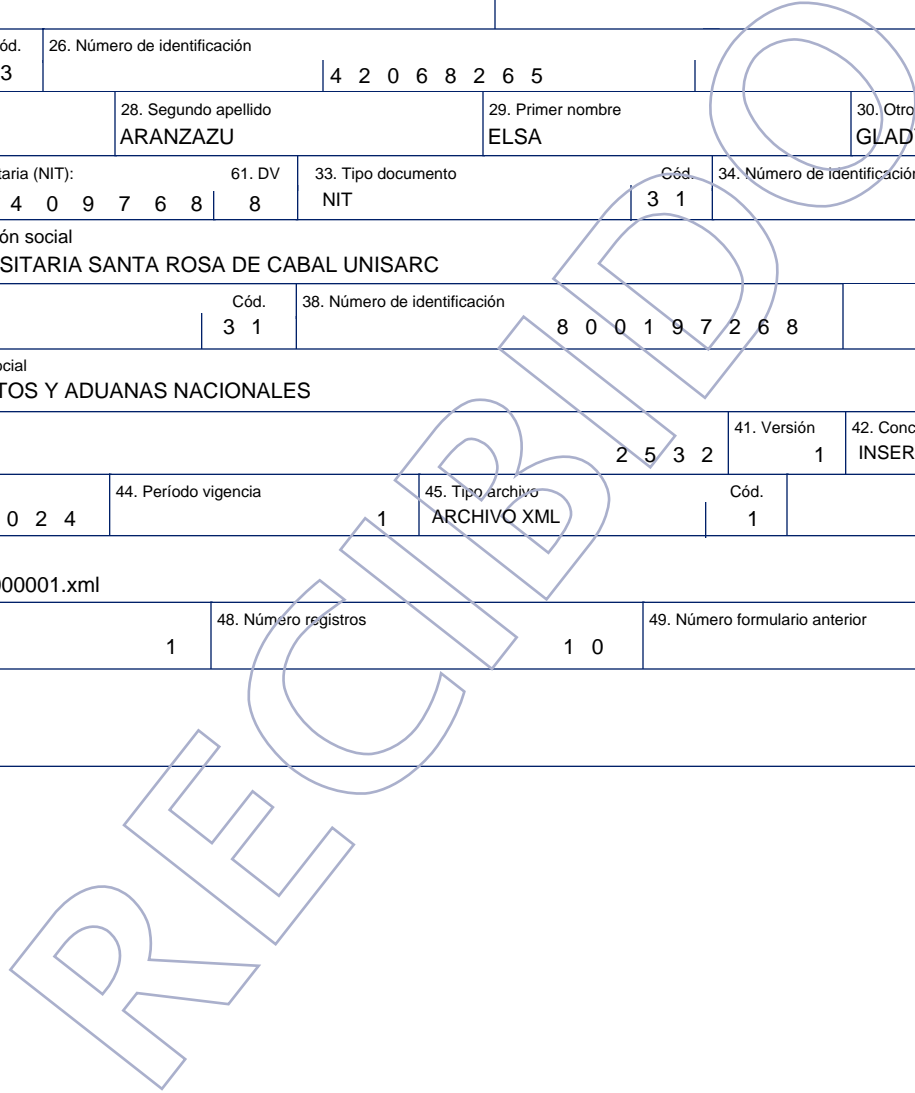 ód. 26. Número de identificación
3 4 2 0 6 8 2 6 5
28. Segundo apellido 29. Primer nombre 30. Otro
ARANZAZU ELSA GLAD
taria (NIT): 61. DV 33. Tipo documento Cód. 34. Número de identificación
4 0 9 7 6 8 8 NIT 3 1
ón social
SITARIA SANTA ROSA DE CABAL UNISARC
Cód. 38. Número de identificación
3 1 8 0 0 1 9 7 2 6 8
ocial
TOS Y ADUANAS NACIONALES
41. Versión 42. Conc
2 5 3 2 1 INSER
44. Período vigencia 45. Tipo archivo Cód.
0 2 4 1 ARCHIVO XML 1
000001.xml
48. Número registros 49. Número formulario anterior
1 1 0
RECIBIDO